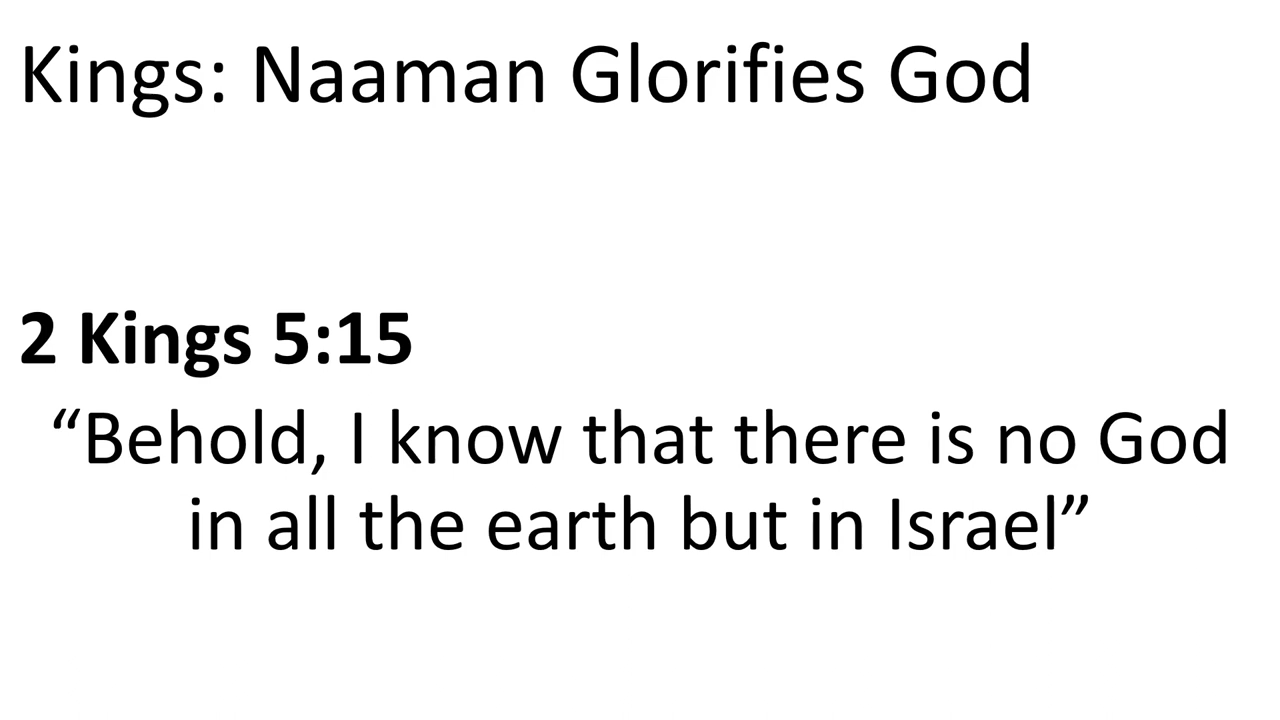 Kings: Naaman Glorifies God
2 Kings 5:15
“Behold, I know that there is no God
in all the earth but in Israel”